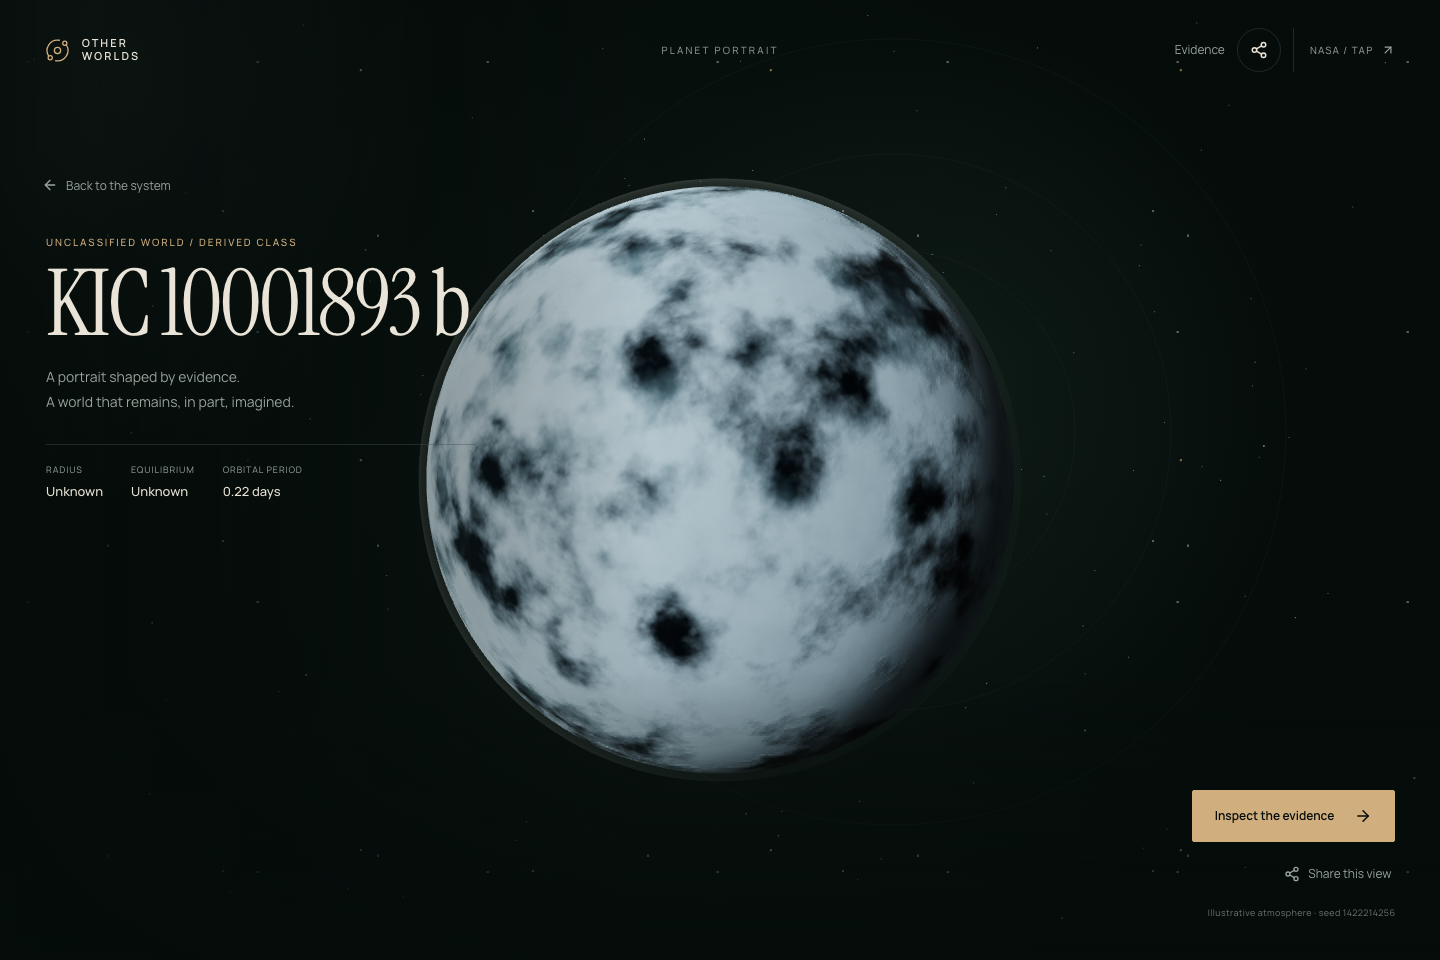 OTHER
WORLDS
PLANET PORTRAIT
Evidence
NASA / TAP
Back to the system
UNCLASSIFIED WORLD / DERIVED CLASS
KIC 10001893 b
A portrait shaped by evidence.
A world that remains, in part, imagined.
RADIUS EQUILIBRIUM ORBITAL PERIOD
Unknown Unknown 0.22 days
Inspect the evidence
Share this view
Illustrative atmosphere · seed 1422214256